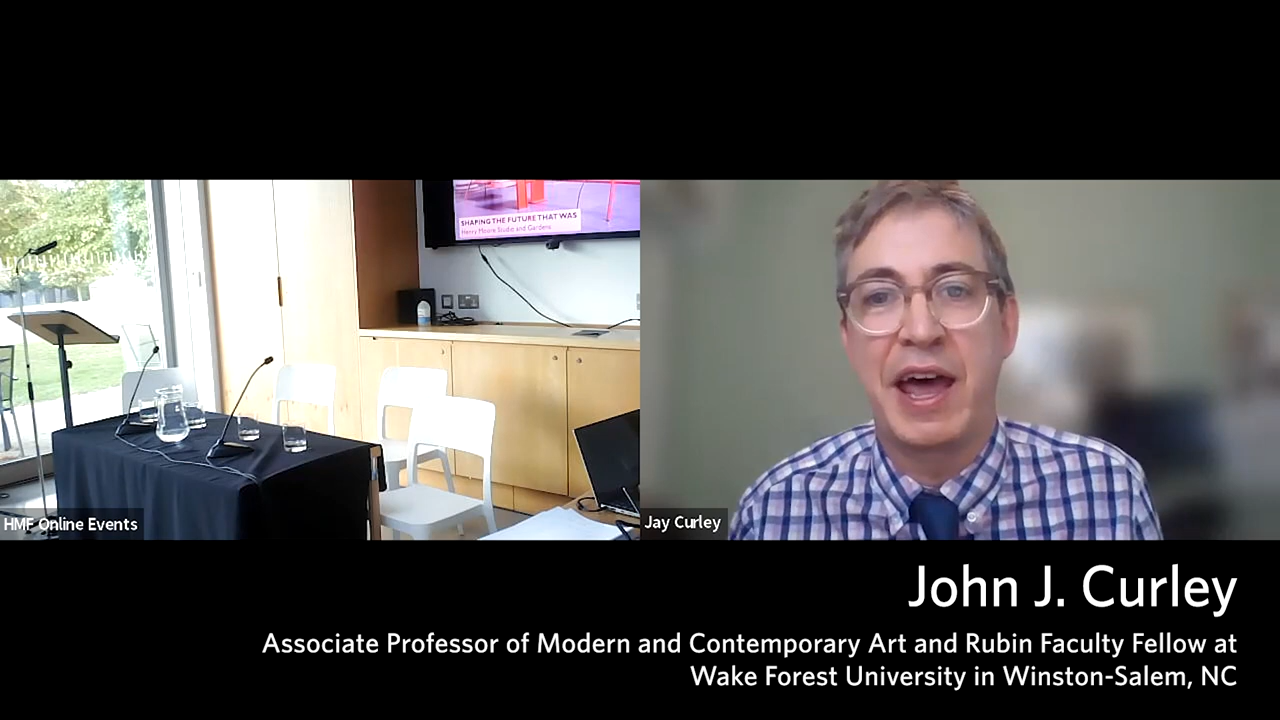 SHAPING THE FUTURE THAT WAS
Henry Moore Studio and Gardens
HMF Online Events
Jay Curley
John J. Curley
Associate Professor of Modern and Contemporary Art and Rubin Faculty Fellow at
Wake Forest University in Winston-Salem, NC